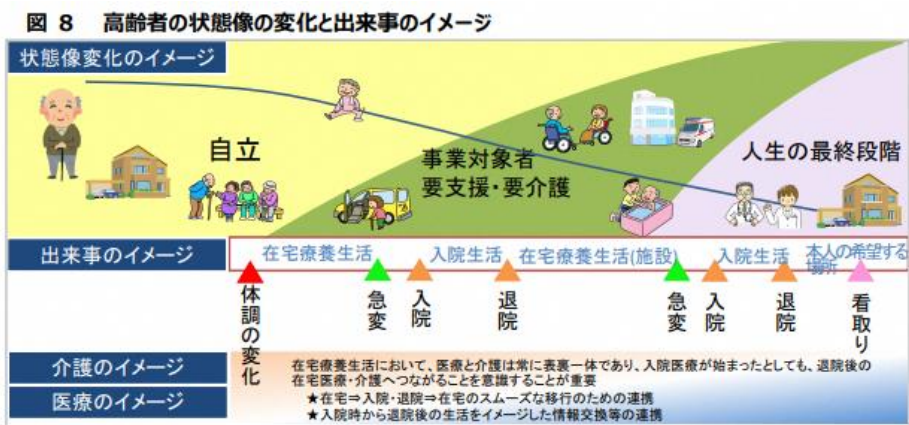 図 8 高齢者の状態像の変化と出来事のイメージ
状態像変化のイメージ
自立
事業対象者
要支援・要介護
人生の最終段階
出来事のイメージ
在宅療養生活
入院生活
在宅療養生活(施設)
入院生活
本人の希望する
場所
体調の変化
急変
入院
退院
急変
入院
退院
看取り
介護のイメージ
医療のイメージ
在宅療養生活において、医療と介護は常に表裏一体であり、入院医療が始まったとしても、退院後の
在宅医療・介護へつながることを意識することが重要
★在宅⇒入院・退院⇒在宅のスムーズな移行のための連携
★入院時から退院後の生活をイメージした情報交換等の連携